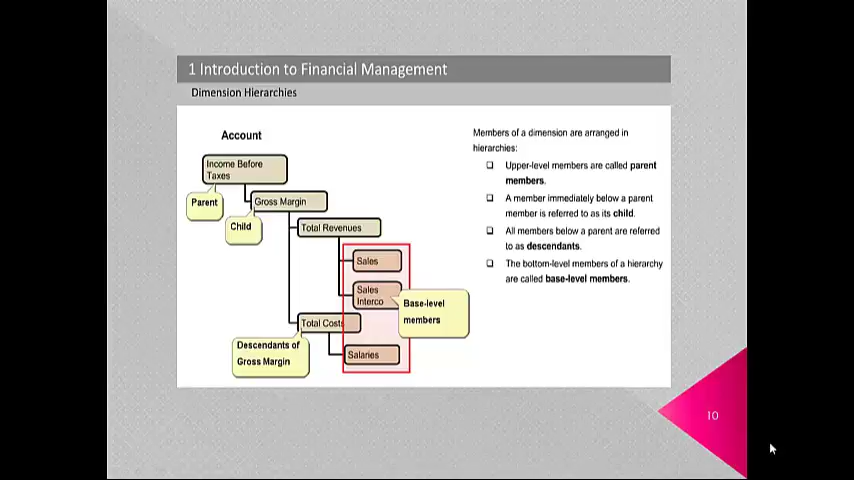 1 Introduction to Financial Management
Dimension Hierarchies
Account
Income Before
Taxes
Parent
Gross Margin
Child
Total Revenues
Sales
Sales
Interco
Base-level
members
Total Costs
Descendants of
Gross Margin
Salaries
Members of a dimension are arranged in
hierarchies:
Upper-level members are called parent
members.
A member immediately below a parent
member is referred to as its child.
All members below a parent are referred
to as descendants.
The bottom-level members of a hierarchy
are called base-level members.
10